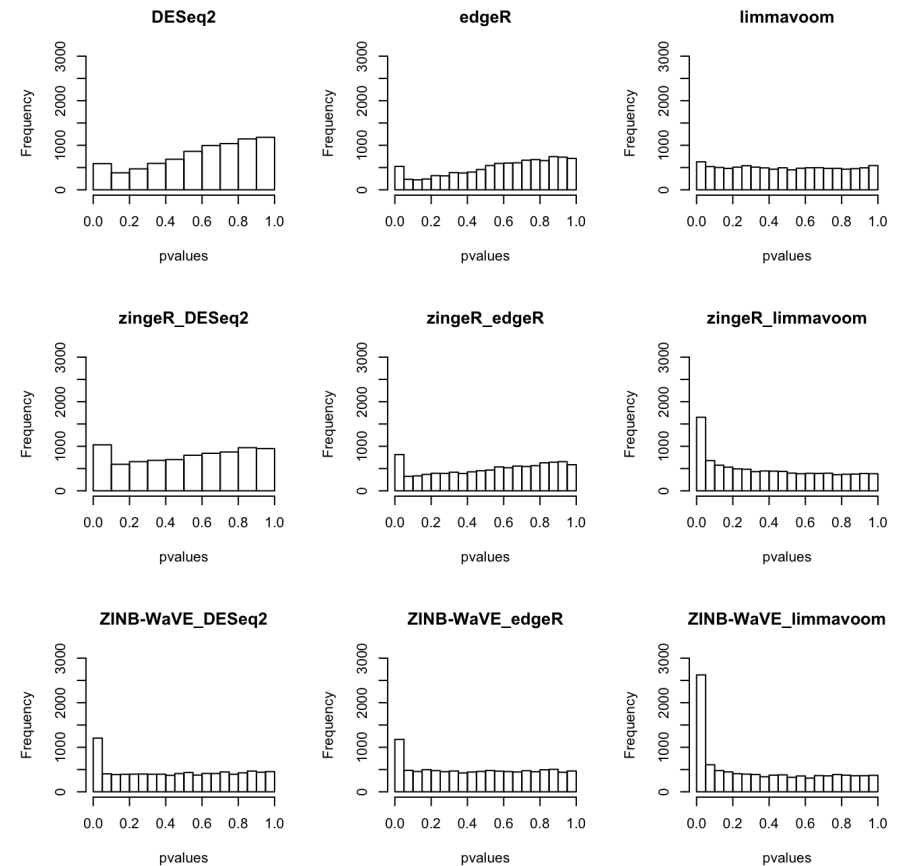 DESeq2 edgeR limmavoom
Frequency Frequency Frequency
3000 3000 3000
2000 2000 2000
1000 1000 1000
0 0 0
0.0 0.2 0.4 0.6 0.8 1.0 0.0 0.2 0.4 0.6 0.8 1.0 0.0 0.2 0.4 0.6 0.8 1.0
pvalues pvalues pvalues
zingeR_DESeq2 zingeR_edgeR zingeR_limmavoom
Frequency Frequency Frequency
3000 3000 3000
2000 2000 2000
1000 1000 1000
0 0 0
0.0 0.2 0.4 0.6 0.8 1.0 0.0 0.2 0.4 0.6 0.8 1.0 0.0 0.2 0.4 0.6 0.8 1.0
pvalues pvalues pvalues
ZINB-WaVE_DESeq2 ZINB-WaVE_edgeR ZINB-WaVE_limmavoom
Frequency Frequency Frequency
3000 3000 3000
2000 2000 2000
1000 1000 1000
0 0 0
0.0 0.2 0.4 0.6 0.8 1.0 0.0 0.2 0.4 0.6 0.8 1.0 0.0 0.2 0.4 0.6 0.8 1.0
pvalues pvalues pvalues